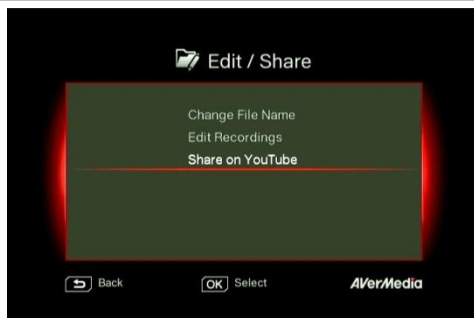 Edit / Share
Change File Name
Edit Recordings
Share on YouTube
Back
OK Select
AVerMedia